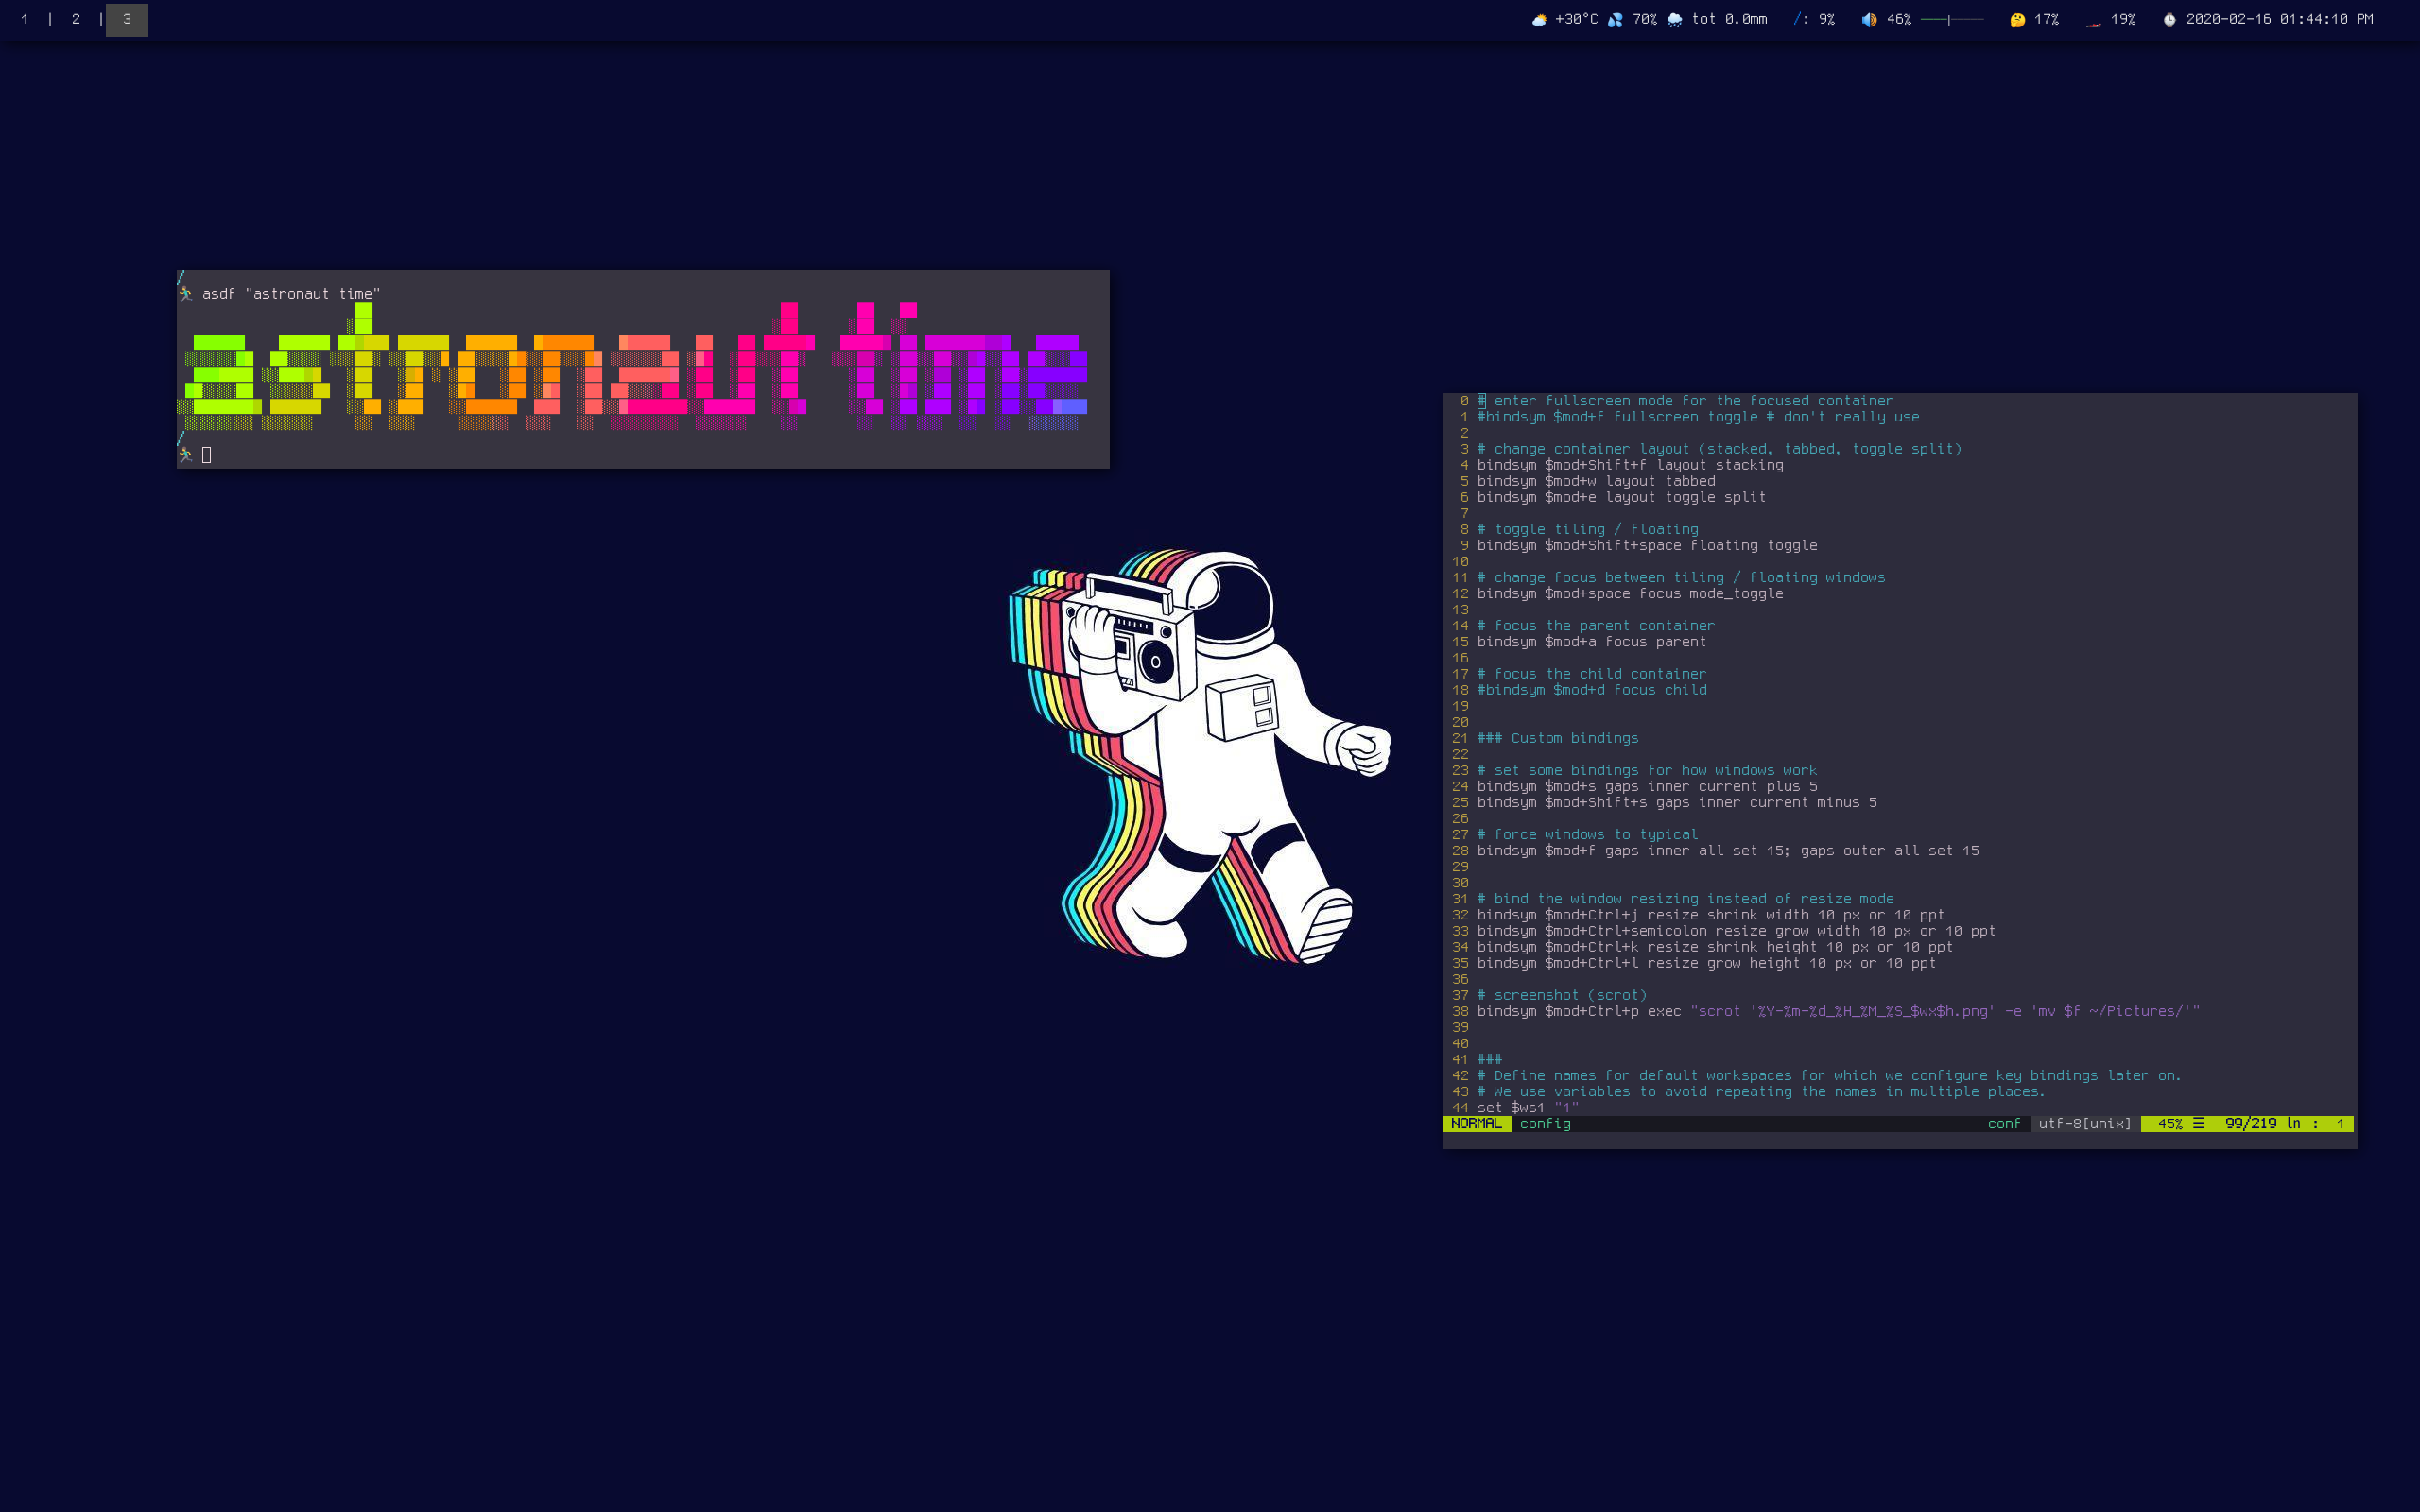 1 | 2 | 3
+30°C 70% tot 0.0mm /: 9% 46% 17% 19% 2020-02-16 01:44:10 PM
/
asdf "astronaut time"
astronaut time
/
0 # enter fullscreen mode for the focused container
1 #bindsym $mod+f fullscreen toggle # don't really use
2
3 # change container layout (stacked, tabbed, toggle split)
4 bindsym $mod+Shift+f layout stacking
5 bindsym $mod+w layout tabbed
6 bindsym $mod+e layout toggle split
7
8 # toggle tiling / floating
9 bindsym $mod+Shift+space floating toggle
10
11 # change focus between tiling / floating windows
12 bindsym $mod+space focus mode_toggle
13
14 # focus the parent container
15 bindsym $mod+a focus parent
16
17 # focus the child container
18 #bindsym $mod+d focus child
19
20
21 ### Custom bindings
22
23 # set some bindings for how windows work
24 bindsym $mod+s gaps inner current plus 5
25 bindsym $mod+Shift+s gaps inner current minus 5
26
27 # force windows to typical
28 bindsym $mod+f gaps inner all set 15; gaps outer all set 15
29
30
31 # bind the window resizing instead of resize mode
32 bindsym $mod+Ctrl+j resize shrink width 10 px or 10 ppt
33 bindsym $mod+Ctrl+semicolon resize grow width 10 px or 10 ppt
34 bindsym $mod+Ctrl+k resize shrink height 10 px or 10 ppt
35 bindsym $mod+Ctrl+l resize grow height 10 px or 10 ppt
36
37 # screenshot (scrot)
38 bindsym $mod+Ctrl+p exec "scrot '%Y-%m-%d_%H_%M_%S_$wx$h.png' -e 'mv $f ~/Pictures/'"
39
40
41 ###
42 # Define names for default workspaces for which we configure key bindings later on.
43 # We use variables to avoid repeating the names in multiple places.
44 set $ws1 "1"
NORMAL config conf utf-8[unix] 45% ☰ 99/219 ln : 1